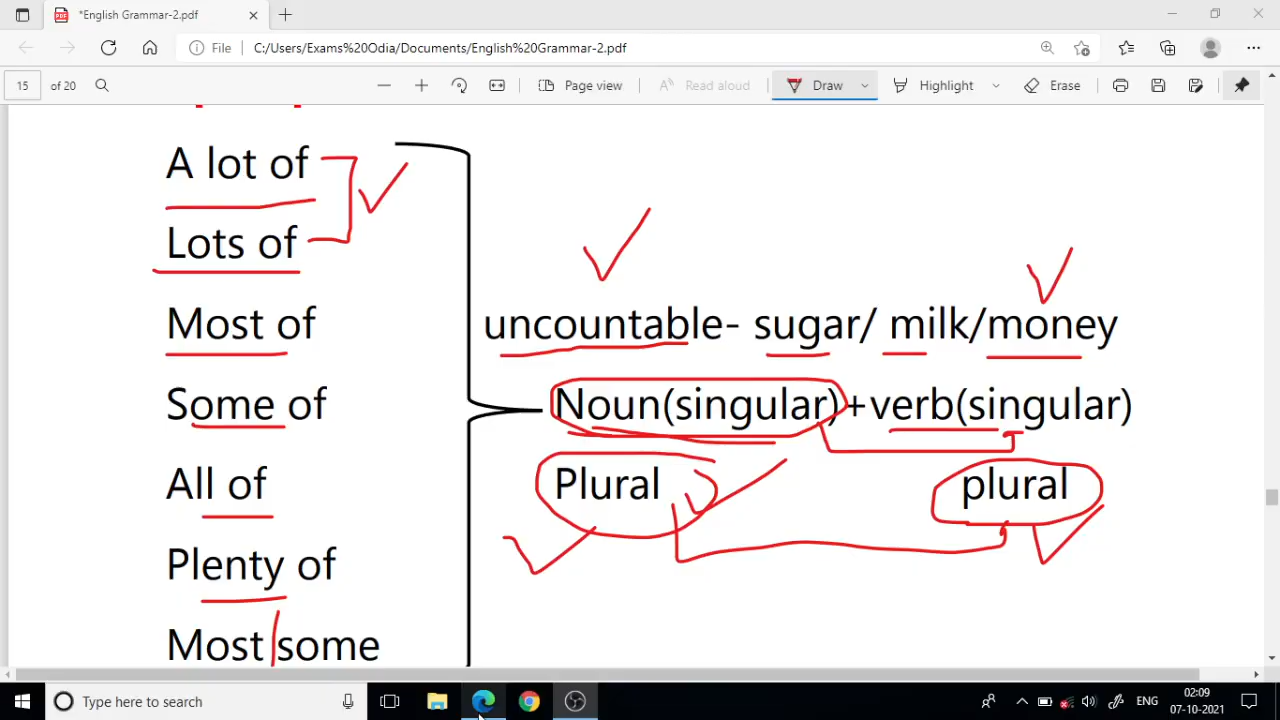 *English Grammar-2.pdf
File C:/Users/Exams%20Odia/Documents/English%20Grammar-2.pdf
15 of 20 Page view Read aloud Draw Highlight Erase
A lot of
Lots of
Most of
uncountable- sugar/ milk/money
Some of
Noun(singular)+verb(singular)
All of
Plural plural
Plenty of
Most some
Type here to search
ENG
02:09
07-10-2021